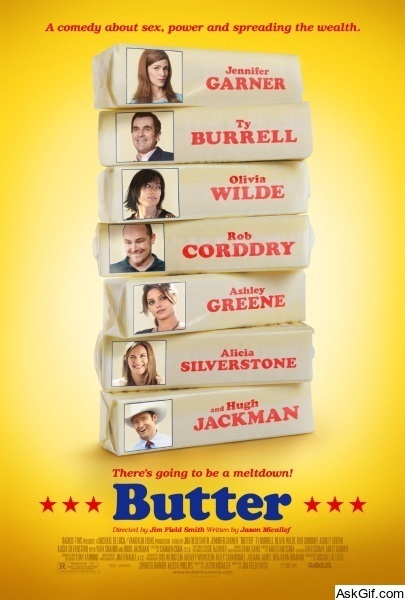 A comedy about sex, power and spreading the wealth.
Jennifer
GARNER
Ty
BURRELL
Olivia
WILDE
Rob
CORDDRY
Ashley
GREENE
Alicia
SILVERSTONE
and Hugh
JACKMAN
There's going to be a meltdown!
Butter
Directed by Jim Field Smith Written by Jason Micallef
R
AskGif.com